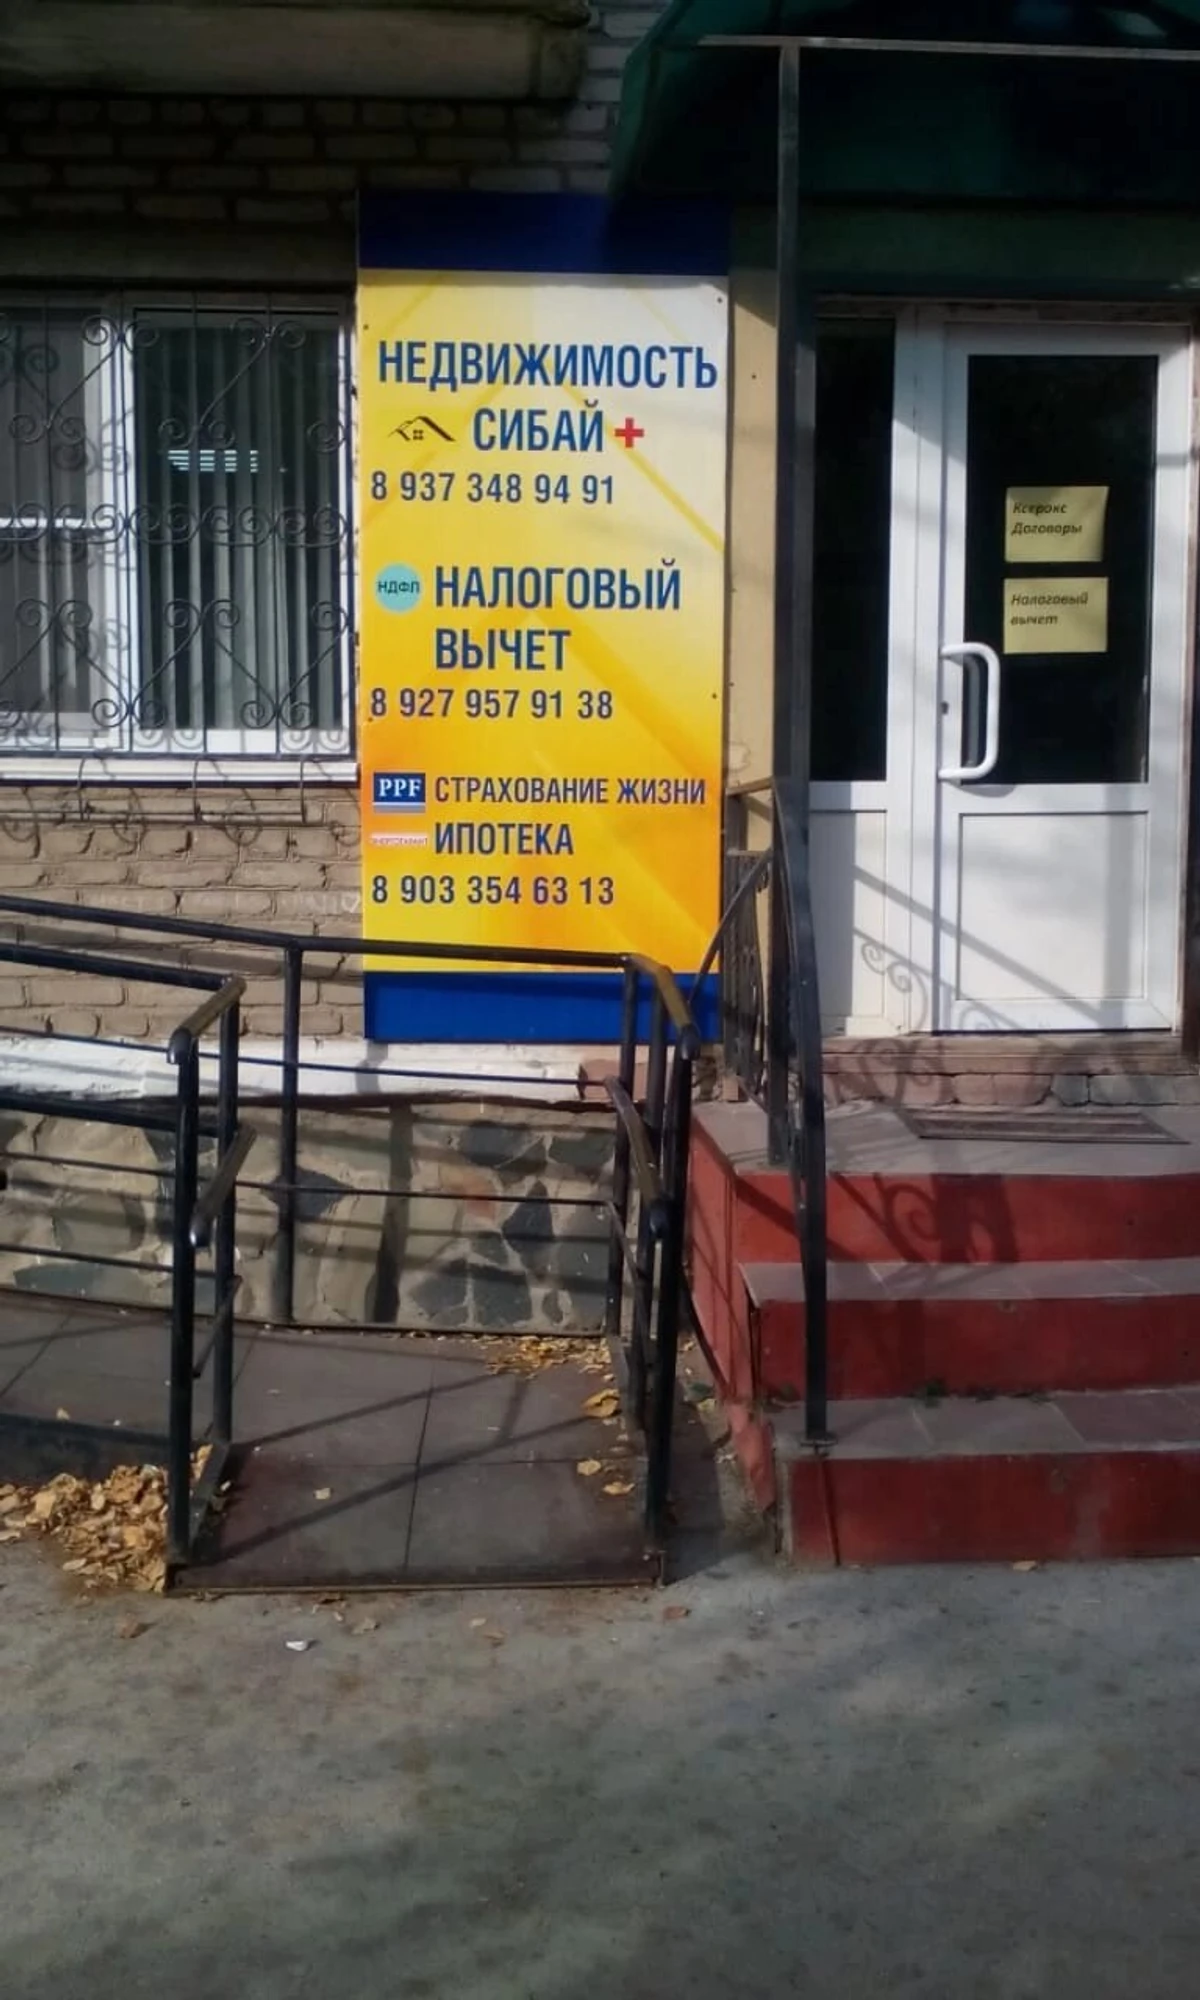 НЕДВИЖИМОСТЬ
СИБАЙ+
8 937 348 94 91
НДФЛ НАЛОГОВЫЙ
ВЫЧЕТ
8 927 957 91 38
PPF СТРАХОВАНИЕ ЖИЗНИ
ЭНЕРГОГАРАНТ ИПОТЕКА
8 903 354 63 13
Ксерокс
Договоры
Налоговый
вычет